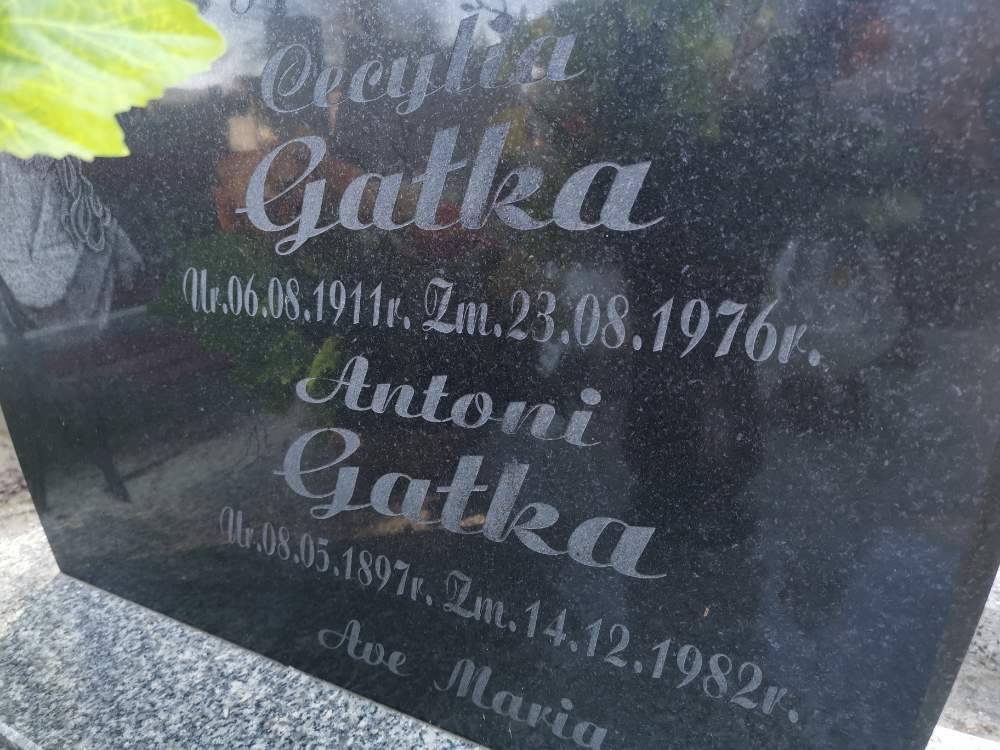 Cecylia
Gatka
Ur.06.08.1911r. Zm.23.08.1976r.
Antoni
Gatka
Ur.08.05.1897r. Zm.14.12.1982r.
Ave Maria